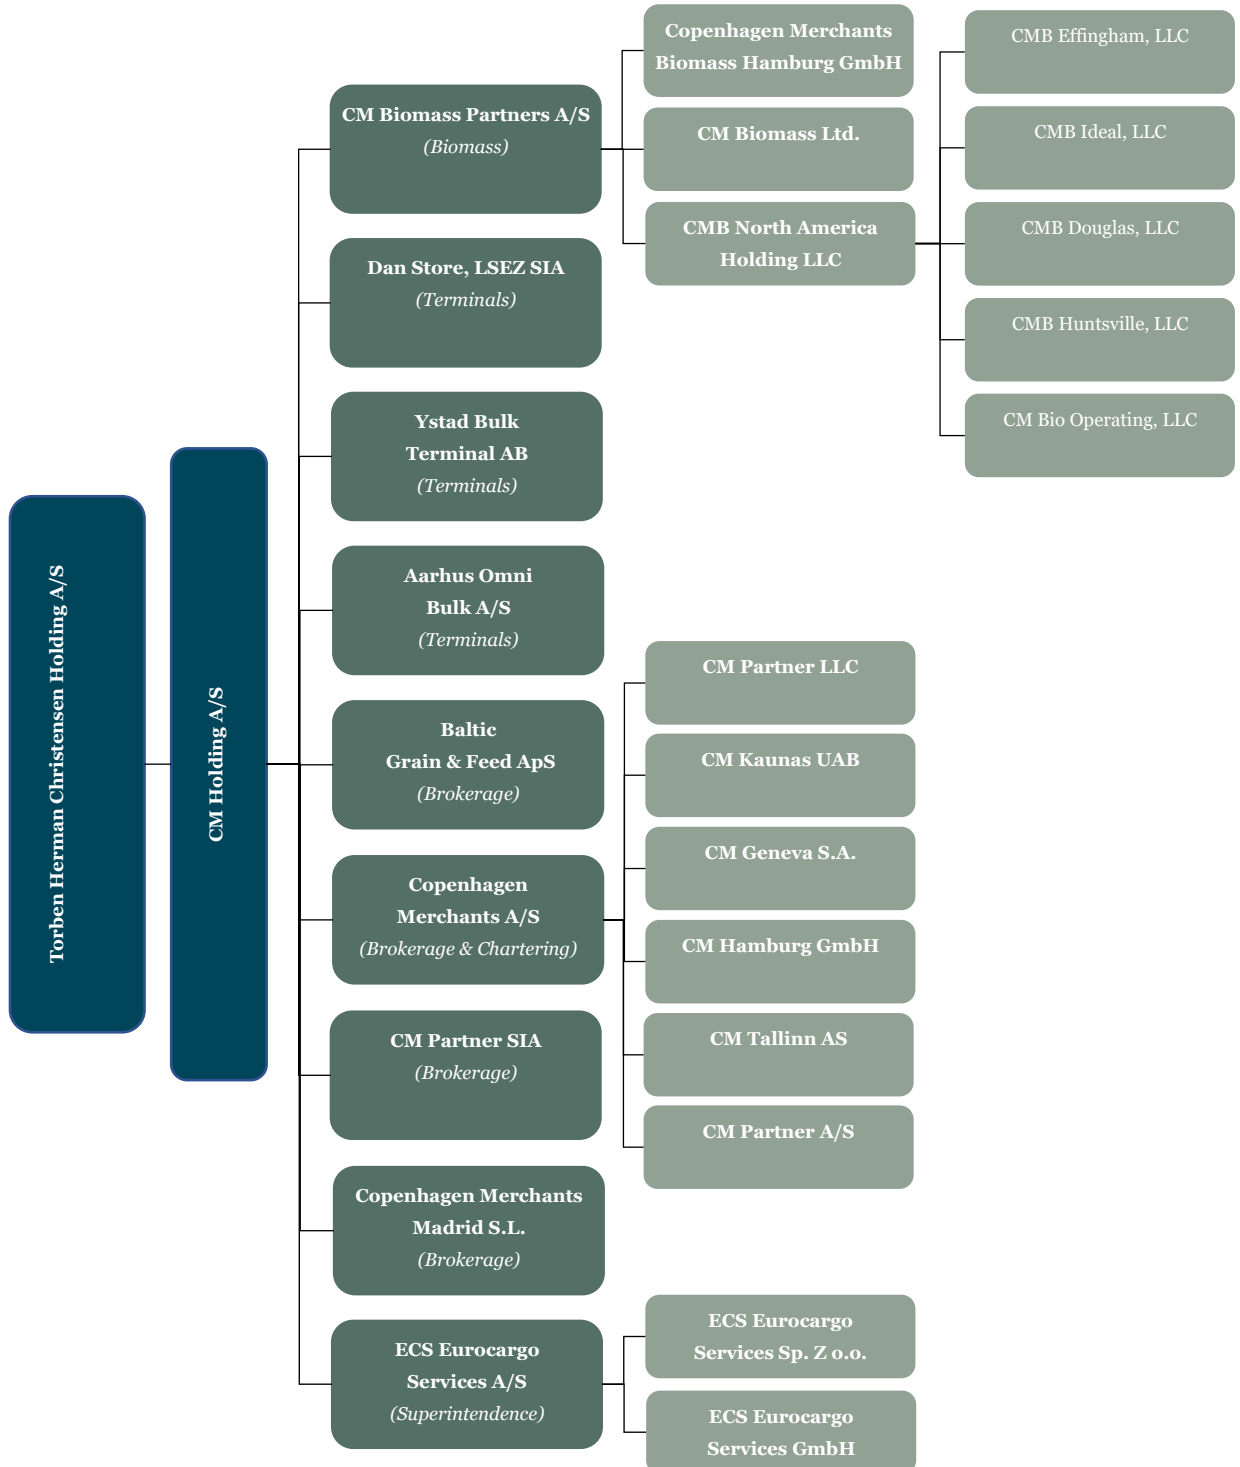 Torben Herman Christensen Holding A/S
CM Holding A/S
CM Biomass Partners A/S
(Biomass)
Dan Store, LSEZ SIA
(Terminals)
Ystad Bulk
Terminal AB
(Terminals)
Aarhus Omni
Bulk A/S
(Terminals)
Baltic
Grain & Feed ApS
(Brokerage)
Copenhagen
Merchants A/S
(Brokerage & Chartering)
CM Partner SIA
(Brokerage)
Copenhagen Merchants
Madrid S.L.
(Brokerage)
ECS Eurocargo
Services A/S
(Superintendence)
Copenhagen Merchants
Biomass Hamburg GmbH
CM Biomass Ltd.
CMB North America
Holding LLC
CM Partner LLC
CM Kaunas UAB
CM Geneva S.A.
CM Hamburg GmbH
CM Tallinn AS
CM Partner A/S
ECS Eurocargo
Services Sp. Z o.o.
ECS Eurocargo
Services GmbH
CMB Effingham, LLC
CMB Ideal, LLC
CMB Douglas, LLC
CMB Huntsville, LLC
CM Bio Operating, LLC